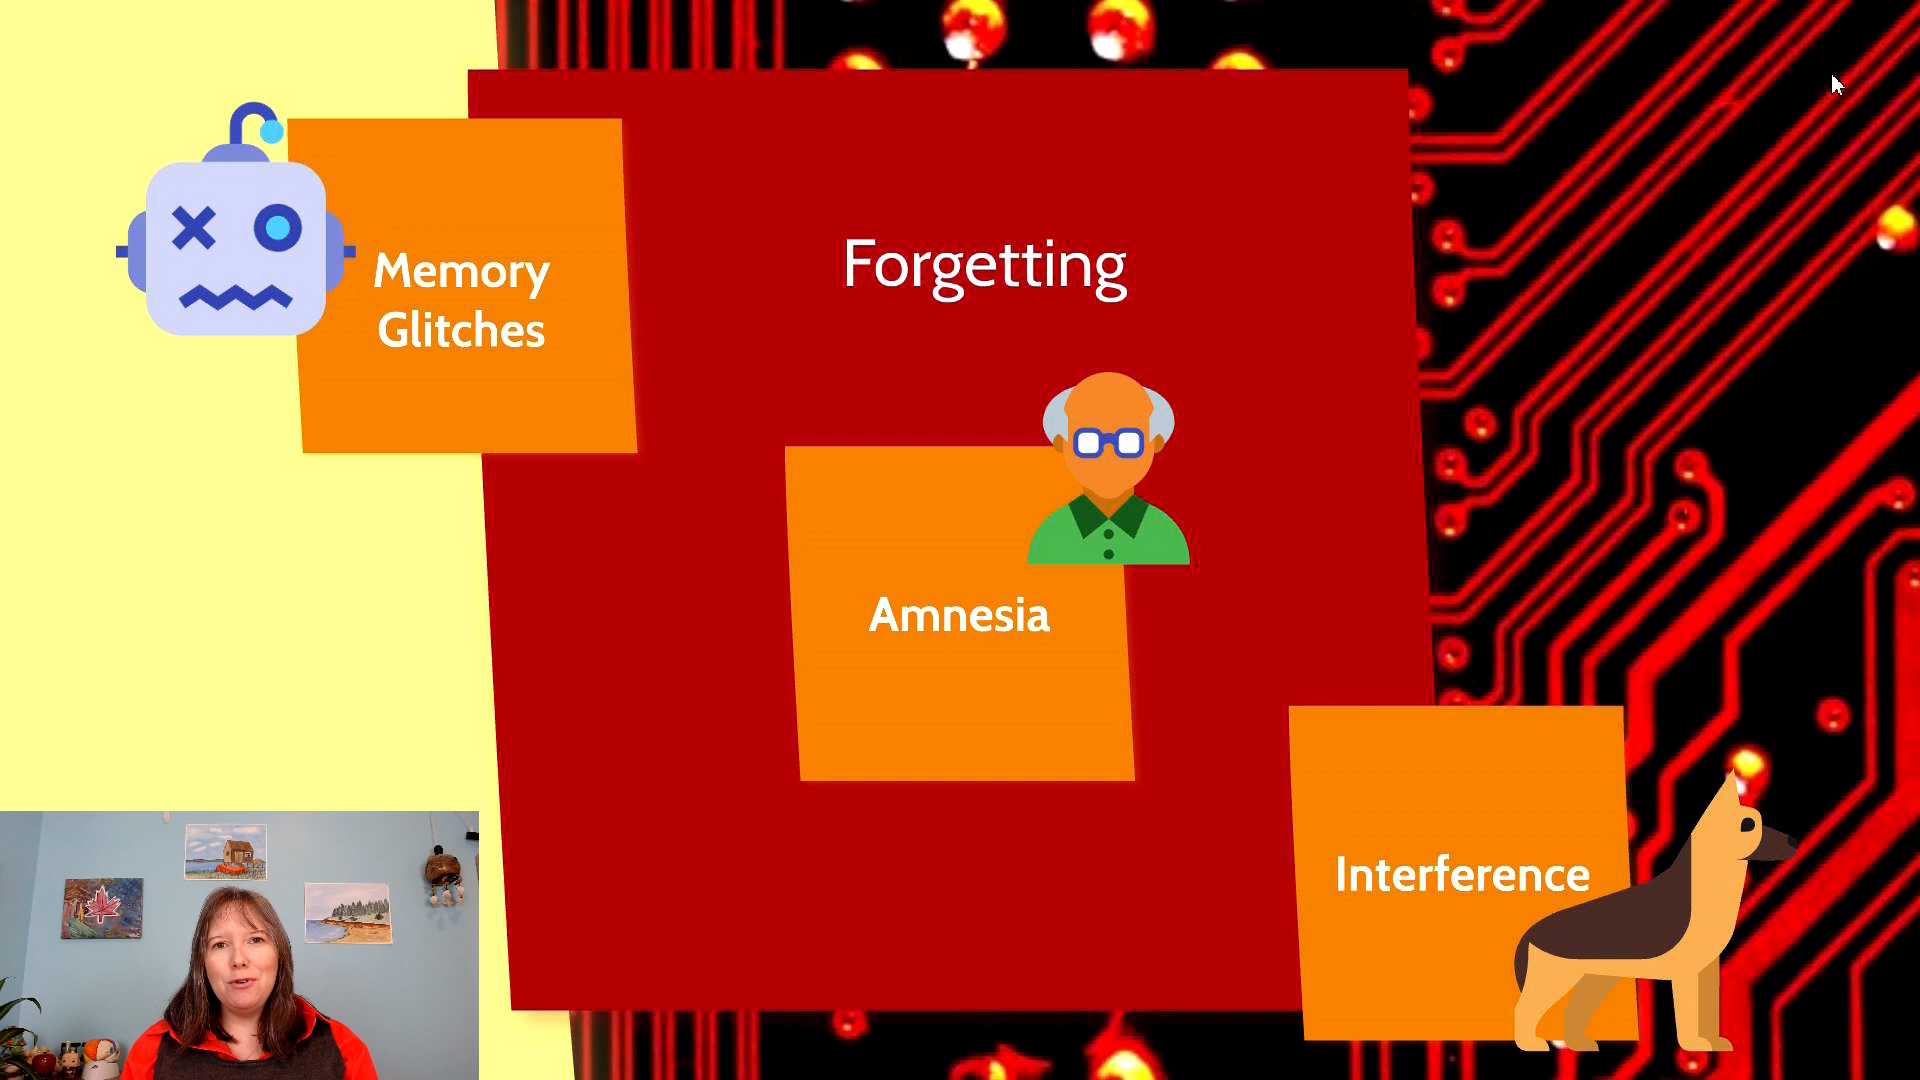 Forgetting
Memory
Glitches
Amnesia
Interference